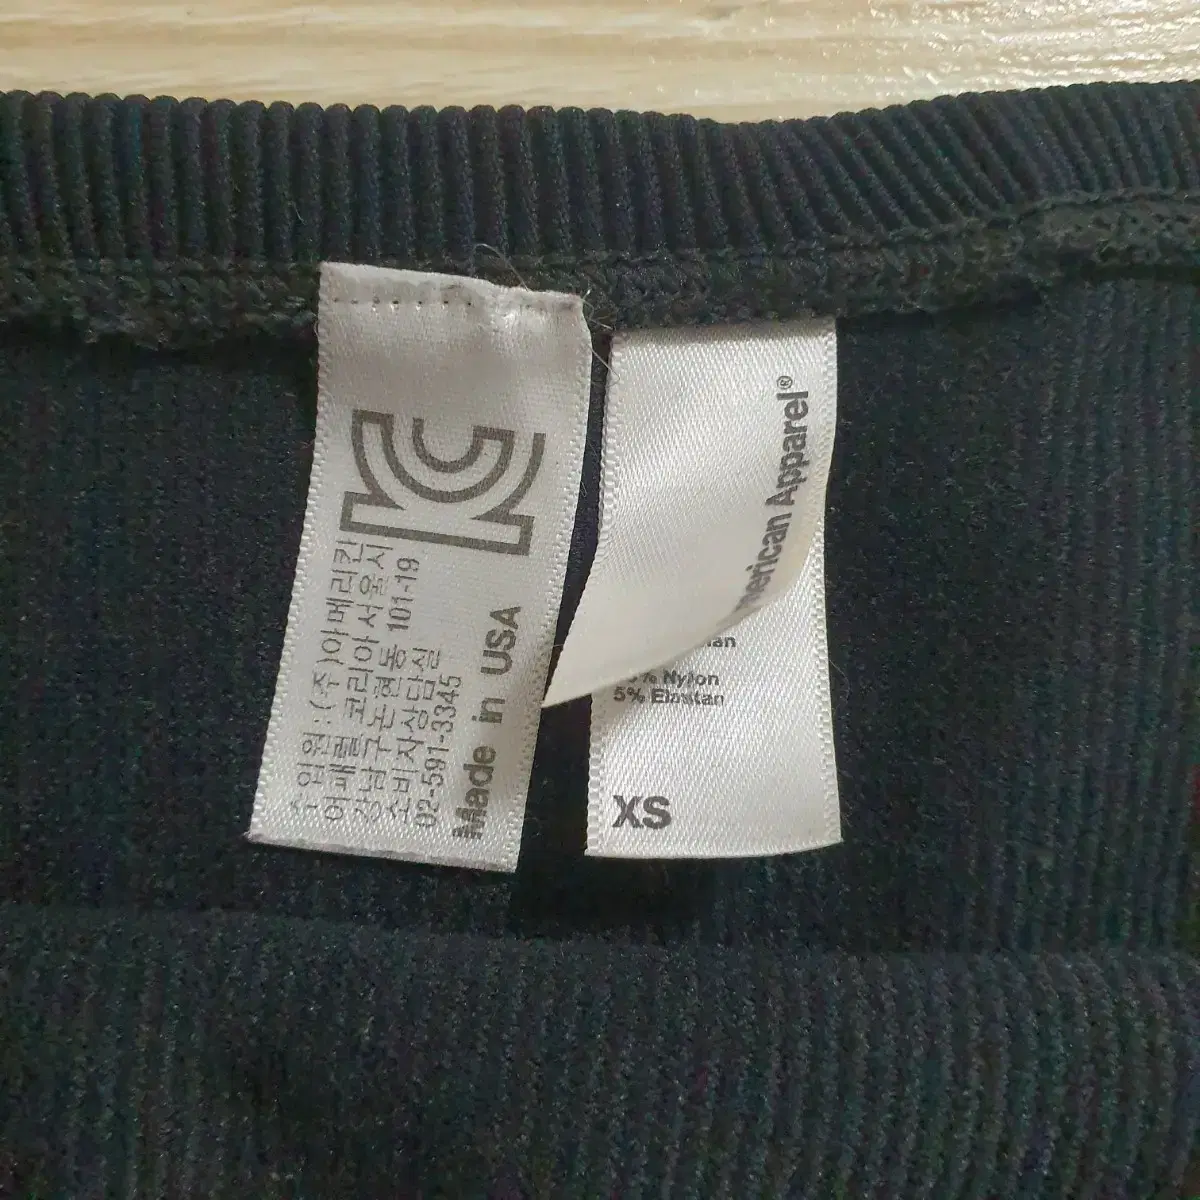 KC
수입원:(주)아메리칸
어패럴 코리아 서울시
강남구 논현동 101-19
소비자상담실
02-591-3345
Made in USA
American Apparel®
% Nylon
5% Elastan
XS